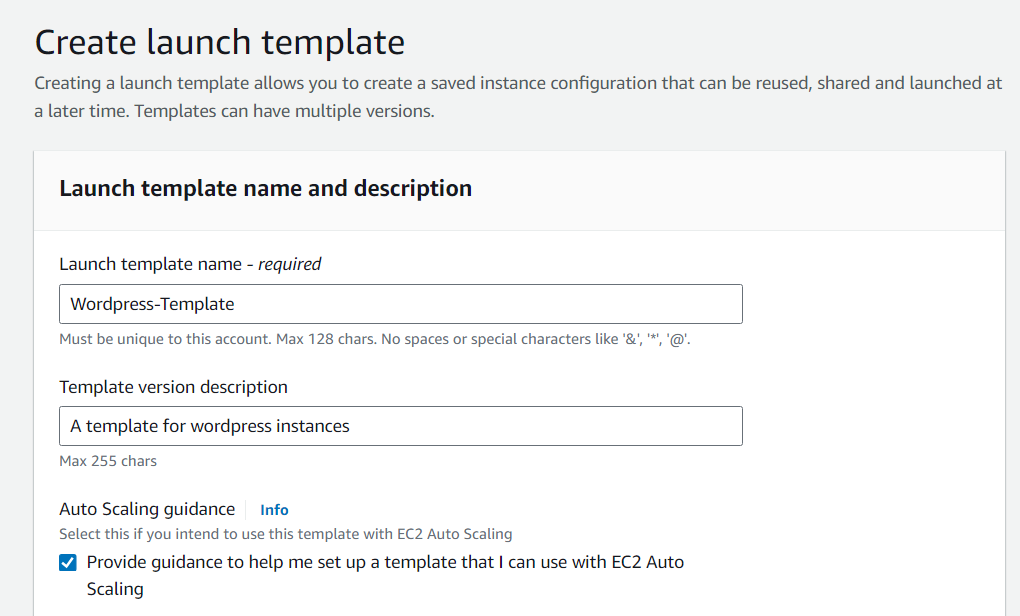 Create launch template
Creating a launch template allows you to create a saved instance configuration that can be reused, shared and launched at
a later time. Templates can have multiple versions.
Launch template name and description
Launch template name - required
Wordpress-Template
Must be unique to this account. Max 128 chars. No spaces or special characters like '&', '*', '@'.
Template version description
A template for wordpress instances
Max 255 chars
Auto Scaling guidance Info
Select this if you intend to use this template with EC2 Auto Scaling
Provide guidance to help me set up a template that I can use with EC2 Auto
Scaling